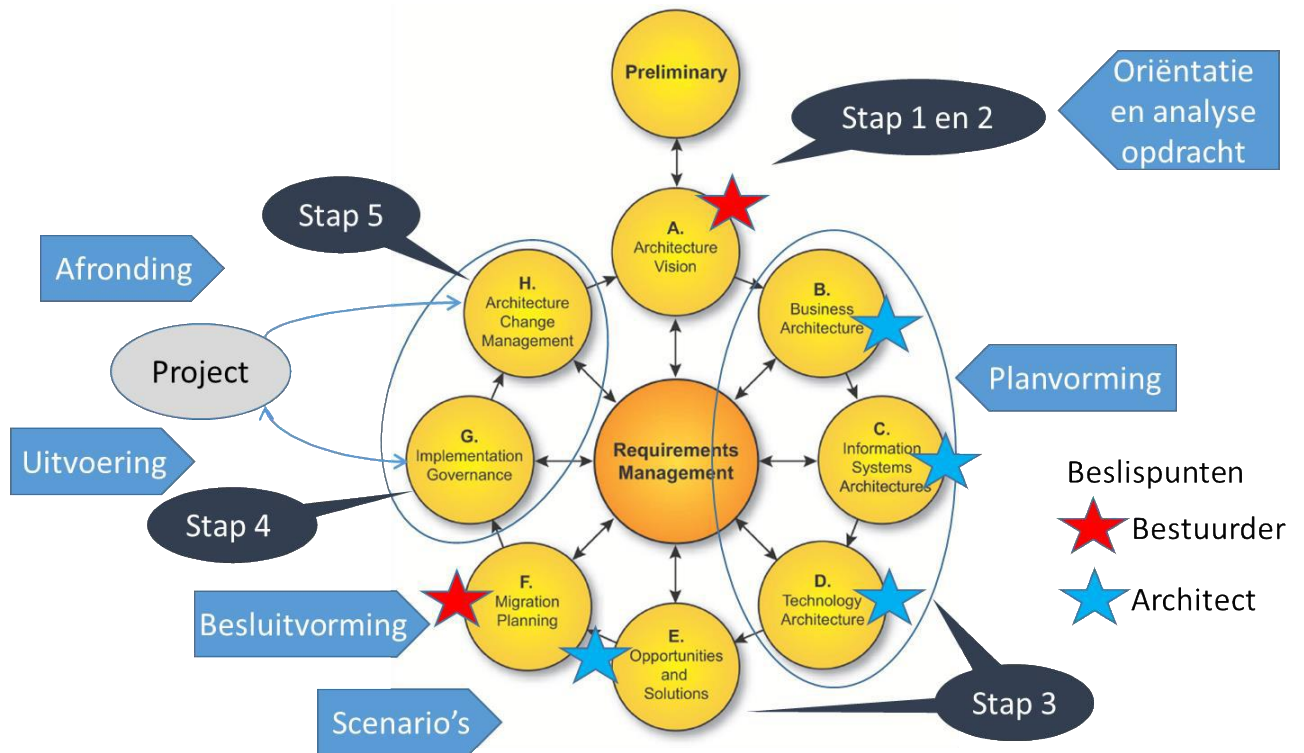 Preliminary
Oriëntatie
en analyse
opdracht
Stap 1 en 2
Stap 5
A.
Architecture
Vision
Afronding
H.
Architecture
Change
Management
B.
Business
Architecture
Project
Planvorming
Uitvoering
G.
Implementation
Governance
Requirements
Management
C.
Information
Systems
Architectures
Beslispunten
Bestuurder
Architect
Stap 4
F.
Migration
Planning
D.
Technology
Architecture
Besluitvorming
E.
Opportunities
and
Solutions
Stap 3
Scenario’s